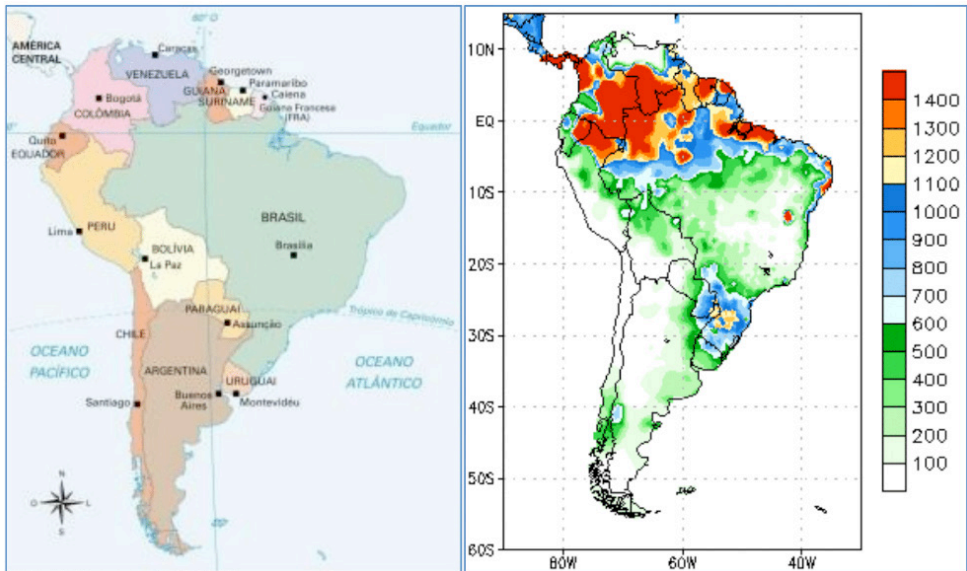 60° O
AMÉRICA
CENTRAL
Caracas
VENEZUELA
Georgetown
Paramaribo
GUIANA
Caiena
SURINAME
Guiana Francesa
(FRA)
Bogotá
COLÔMBIA
0°
Equador
Quito
EQUADOR
PERU
BRASIL
Lima
BOLÍVIA
La Paz
Brasília
PARAGUAI
Trópico de Capricórnio
Assunção
CHILE
OCEANO
PACÍFICO
OCEANO
ATLÂNTICO
ARGENTINA
URUGUAI
Buenos
Aires
Montevidéu
Santiago
N
O
L
S
10N
EQ
10S
20S
30S
40S
50S
60S
80W
60W
40W
1400
1300
1200
1100
1000
900
800
700
600
500
400
300
200
100